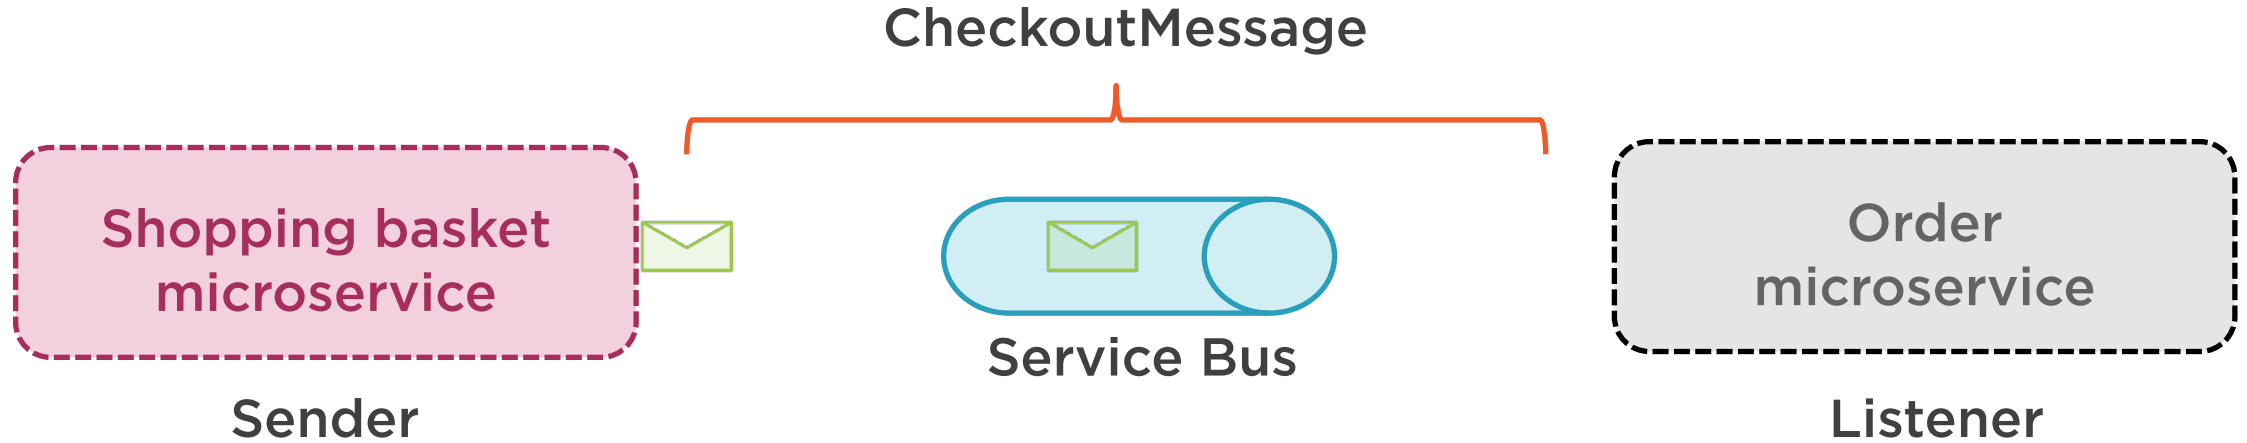 CheckoutMessage
Shopping basket
microservice
Order
microservice
Service Bus
Sender
Listener